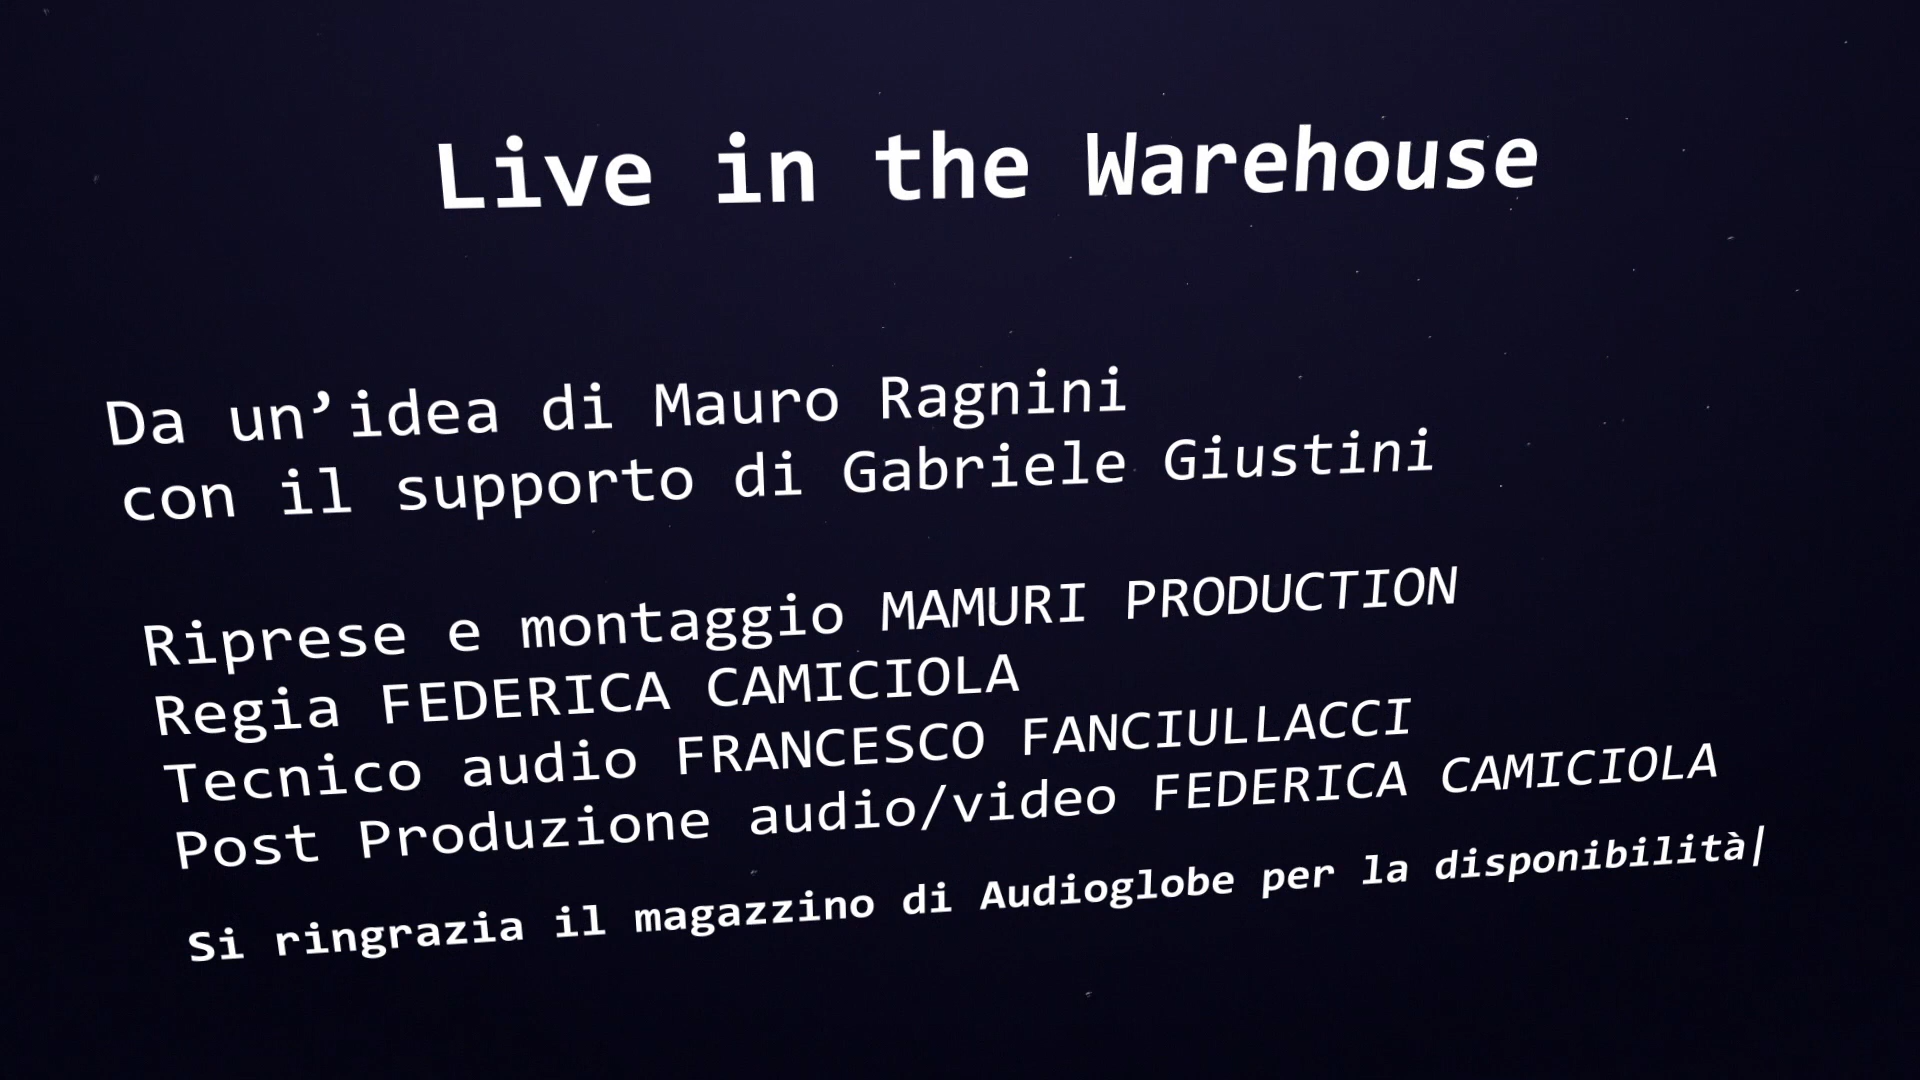 Live in the Warehouse
Da un’idea di Mauro Ragnini
con il supporto di Gabriele Giustini
Riprese e montaggio MAMURI PRODUCTION
Regia FEDERICA CAMICIOLA
Tecnico audio FRANCESCO FANCIULLACCI
Post Produzione audio/video FEDERICA CAMICIOLA
Si ringrazia il magazzino di Audioglobe per la disponibilità|